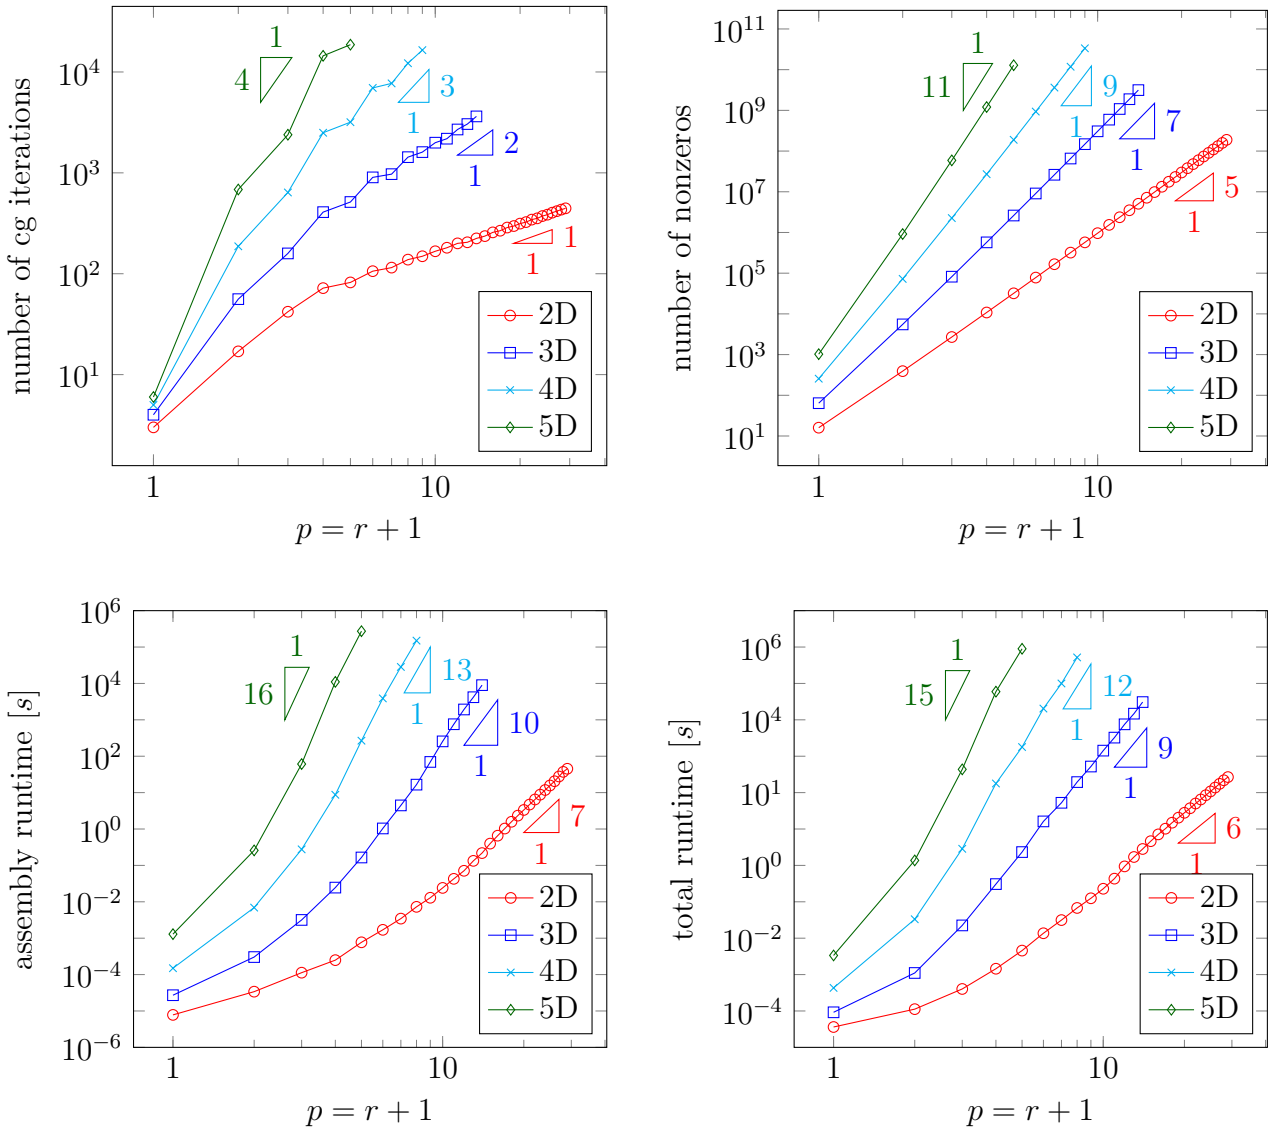 number of cg iterations
10^4
10^3
10^2
10^1
1
4
3
1
2
1
1
1
2D
3D
4D
5D
1
10
p = r + 1
number of nonzeros
10^11
10^9
10^7
10^5
10^3
10^1
1
11
9
1
7
1
5
1
2D
3D
4D
5D
1
10
p = r + 1
assembly runtime [s]
10^6
10^4
10^2
10^0
10^−2
10^−4
10^−6
1
16
13
1
10
1
7
1
2D
3D
4D
5D
1
10
p = r + 1
total runtime [s]
10^6
10^4
10^1
10^0
10^−2
10^−4
1
15
12
1
9
1
6
1
2D
3D
4D
5D
1
10
p = r + 1